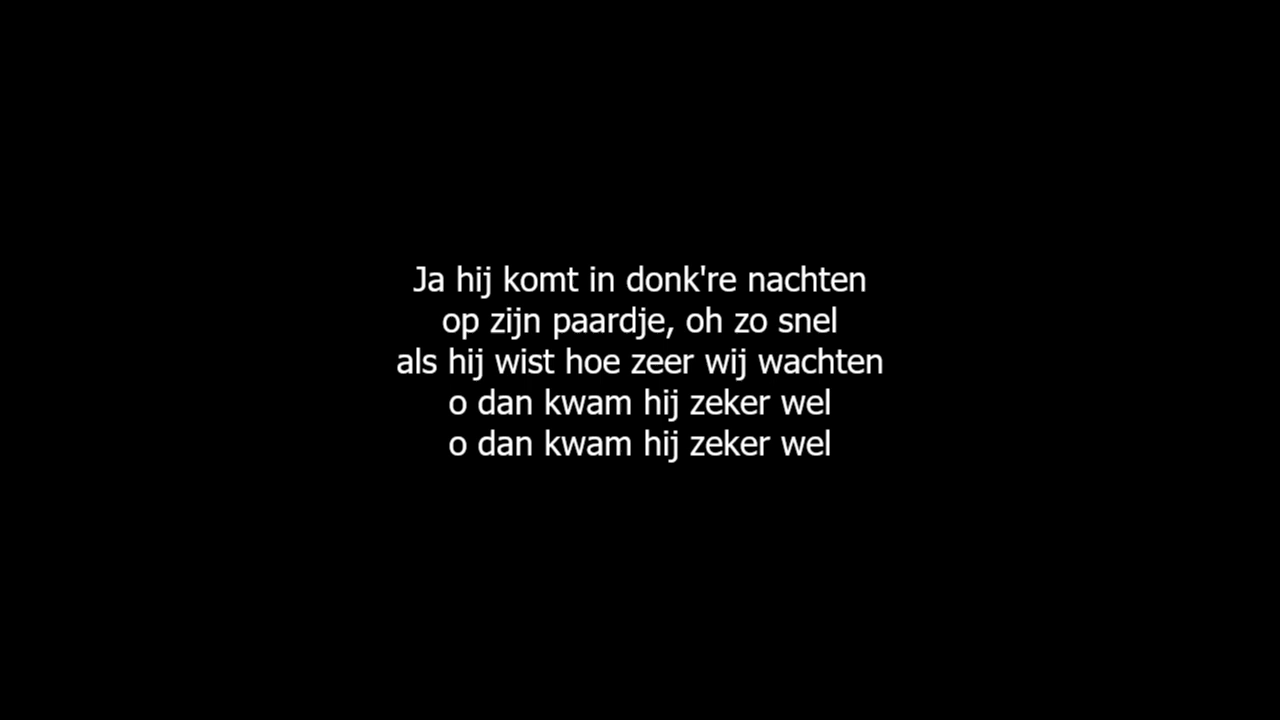 Ja hij komt in donk're nachten
op zijn paardje, oh zo snel
als hij wist hoe zeer wij wachten
o dan kwam hij zeker wel
o dan kwam hij zeker wel